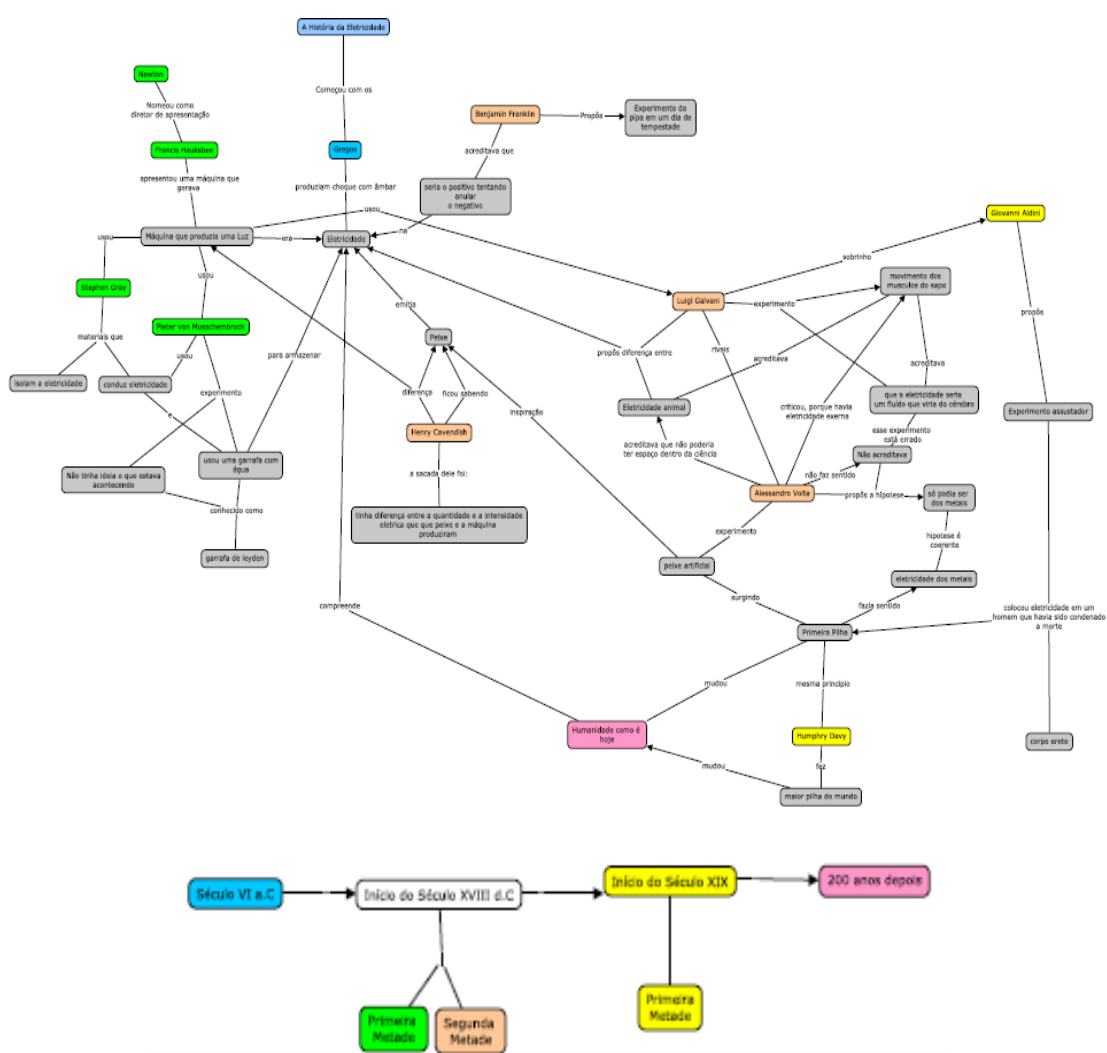 A História da Eletricidade
Newton
Começou com os
Nomeou como
diretor de apresentação
Benjamin Franklin
Propôs
Experimento da
pipa em um dia de
tempestade
Francis Hauksbee
Gregos
acreditava que
apresentou uma máquina que
gerava
produziam choque com âmbar
seria o positivo tentando
anular
o negativo
usou
Giovanni Aldini
Máquina que produzia uma Luz
era
Eletricidade
na
usou
sobrinho
movimento dos
musculos do sapo
Stephen Gray
usou
emitia
Luigi Galvani
experimento
propôs
Pieter von Musschembrock
materiais que
usou
para armazenar
Peixe
propôs diferença entre
rivais
acreditava
acreditava
isolam a eletricidade
conduz eletricidade
experimento
diferença
ficou sabendo
inspiração
Eletricidade animal
criticou, porque havia
eletricidade exerna
que a eletricidade seria
um fluído que viria do cérebro
Experimento assustador
e
Henry Cavendish
esse experimento
está errado
acreditava que não poderia
ter espaço dentro da ciência
Não acreditava
Não tinha ideia o que estava
acontecendo
usou uma garrafa com
água
a sacada dele foi:
não faz sentido
Alessandro Volta
propôs a hípotese
só podia ser
dos metais
conhecido como
tinha diferença entre a quantidade e a intensidade
eletrica que que peixe e a máquina
produziram
experimento
hipotese é
coerente
garrafa de leyden
peixe artificial
eletricidade dos metais
compreende
surgindo
fazia sentido
colocou eletricidade em um
homem que havia sido condenado
a morte
Primeira Pilha
mudou
mesma principio
Humanidade como é
hoje
Humphry Davy
corpo ereto
mudou
fez
maior pilha do mundo
Século VI a.C
Início do Século XVIII d.C
Início do Século XIX
200 anos depois
Primeira
Metade
Segunda
Metade
Primeira
Metade